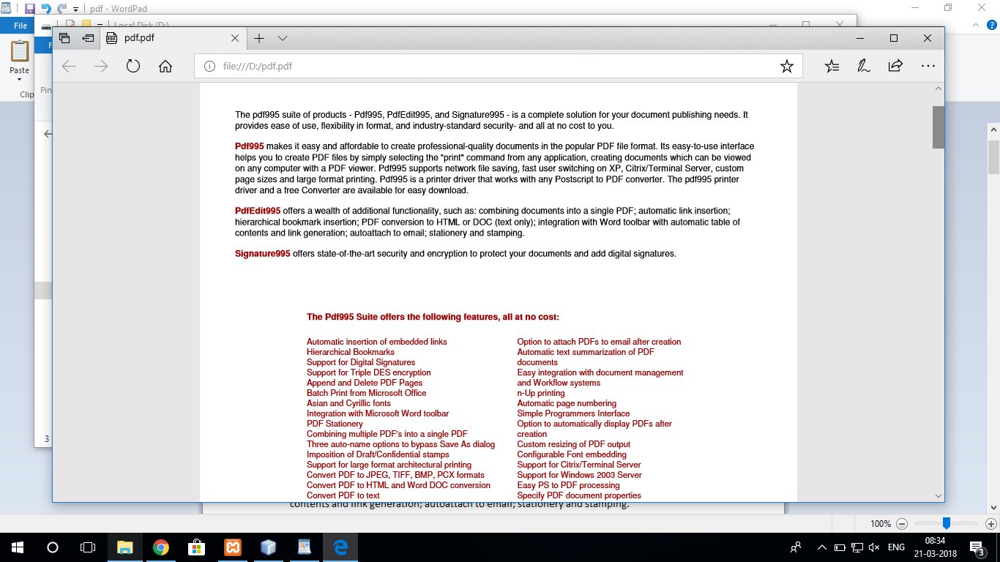 pdf - WordPad
File
Local Disk (D:)
pdf.pdf
file:///D:/pdf.pdf
Paste
Clip
Pin
The pdf995 suite of products - Pdf995, PdfEdit995, and Signature995 - is a complete solution for your document publishing needs. It
provides ease of use, flexibility in format, and industry-standard security- and all at no cost to you.
Pdf995 makes it easy and affordable to create professional-quality documents in the popular PDF file format. Its easy-to-use interface
helps you to create PDF files by simply selecting the "print" command from any application, creating documents which can be viewed
on any computer with a PDF viewer. Pdf995 supports network file saving, fast user switching on XP, Citrix/Terminal Server, custom
page sizes and large format printing. Pdf995 is a printer driver that works with any Postscript to PDF converter. The pdf995 printer
driver and a free Converter are available for easy download.
PdfEdit995 offers a wealth of additional functionality, such as: combining documents into a single PDF; automatic link insertion;
hierarchical bookmark insertion; PDF conversion to HTML or DOC (text only); integration with Word toolbar with automatic table of
contents and link generation; autoattach to email; stationery and stamping.
Signature995 offers state-of-the-art security and encryption to protect your documents and add digital signatures.
The Pdf995 Suite offers the following features, all at no cost:
Automatic insertion of embedded links
Hierarchical Bookmarks
Support for Digital Signatures
Support for Triple DES encryption
Append and Delete PDF Pages
Batch Print from Microsoft Office
Asian and Cyrillic fonts
Integration with Microsoft Word toolbar
PDF Stationery
Combining multiple PDF's into a single PDF
Three auto-name options to bypass Save As dialog
Imposition of Draft/Confidential stamps
Support for large format architectural printing
Convert PDF to JPEG, TIFF, BMP, PCX formats
Convert PDF to HTML and Word DOC conversion
Convert PDF to text
Option to attach PDFs to email after creation
Automatic text summarization of PDF
documents
Easy integration with document management
and Workflow systems
n-Up printing
Automatic page numbering
Simple Programmers Interface
Option to automatically display PDFs after
creation
Custom resizing of PDF output
Configurable Font embedding
Support for Citrix/Terminal Server
Support for Windows 2003 Server
Easy PS to PDF processing
Specify PDF document properties
3
contents and link generation; autoattach to email; stationery and stamping.
100%
ENG
08:34
21-03-2018
3